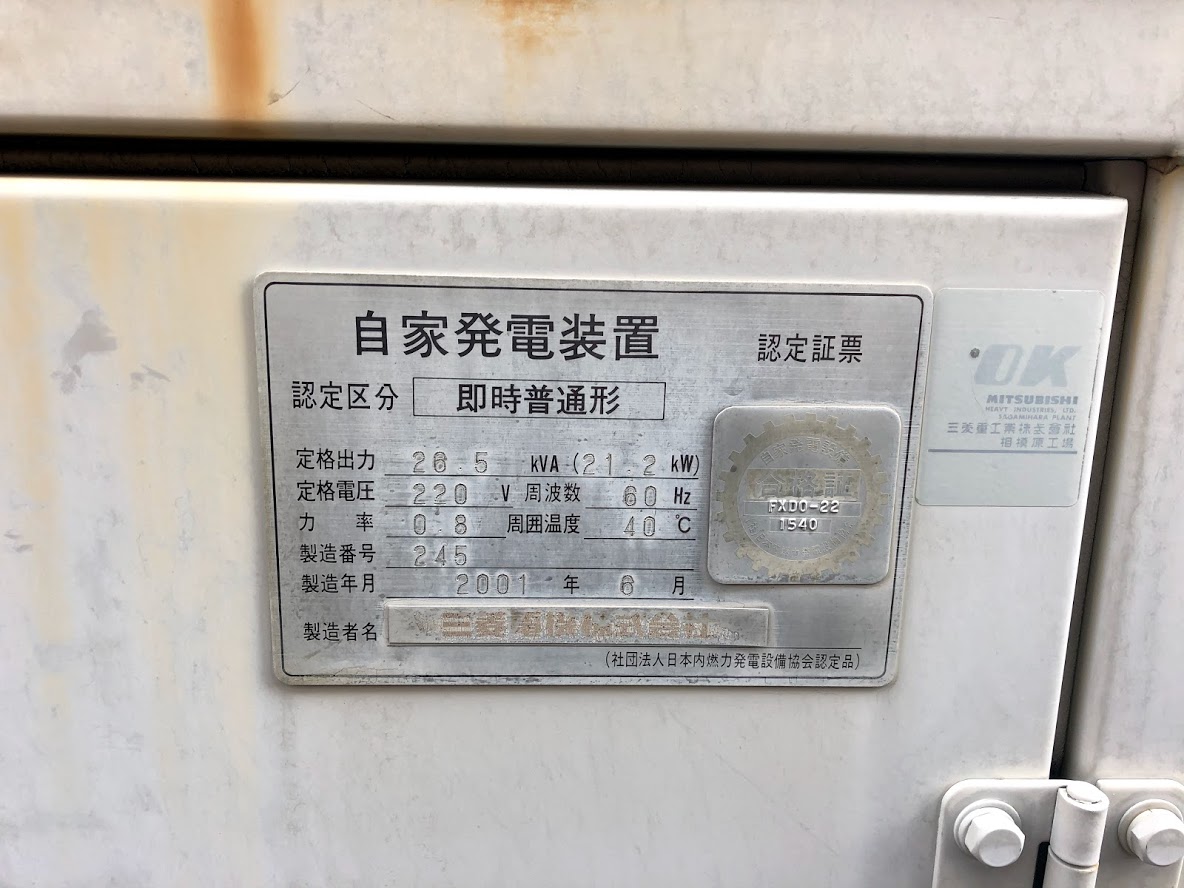 自家発電装置
認定証票
認定区分 即時普通形
定格出力 26.5 kVA (21.2 kW)
定格電圧 220 V 周波数 60 Hz
力 率 0.8 周囲温度 40 ℃
製造番号 245
製造年月 2001 年 6 月
製造者名
(社団法人日本内燃力発電設備協会認定品)
合格証
FXDO-22
1540
OK
MITSUBISHI
HEAVY INDUSTRIES, LTD.
SAGAMIHARA PLANT
三菱重工業株式会社
相模原工場